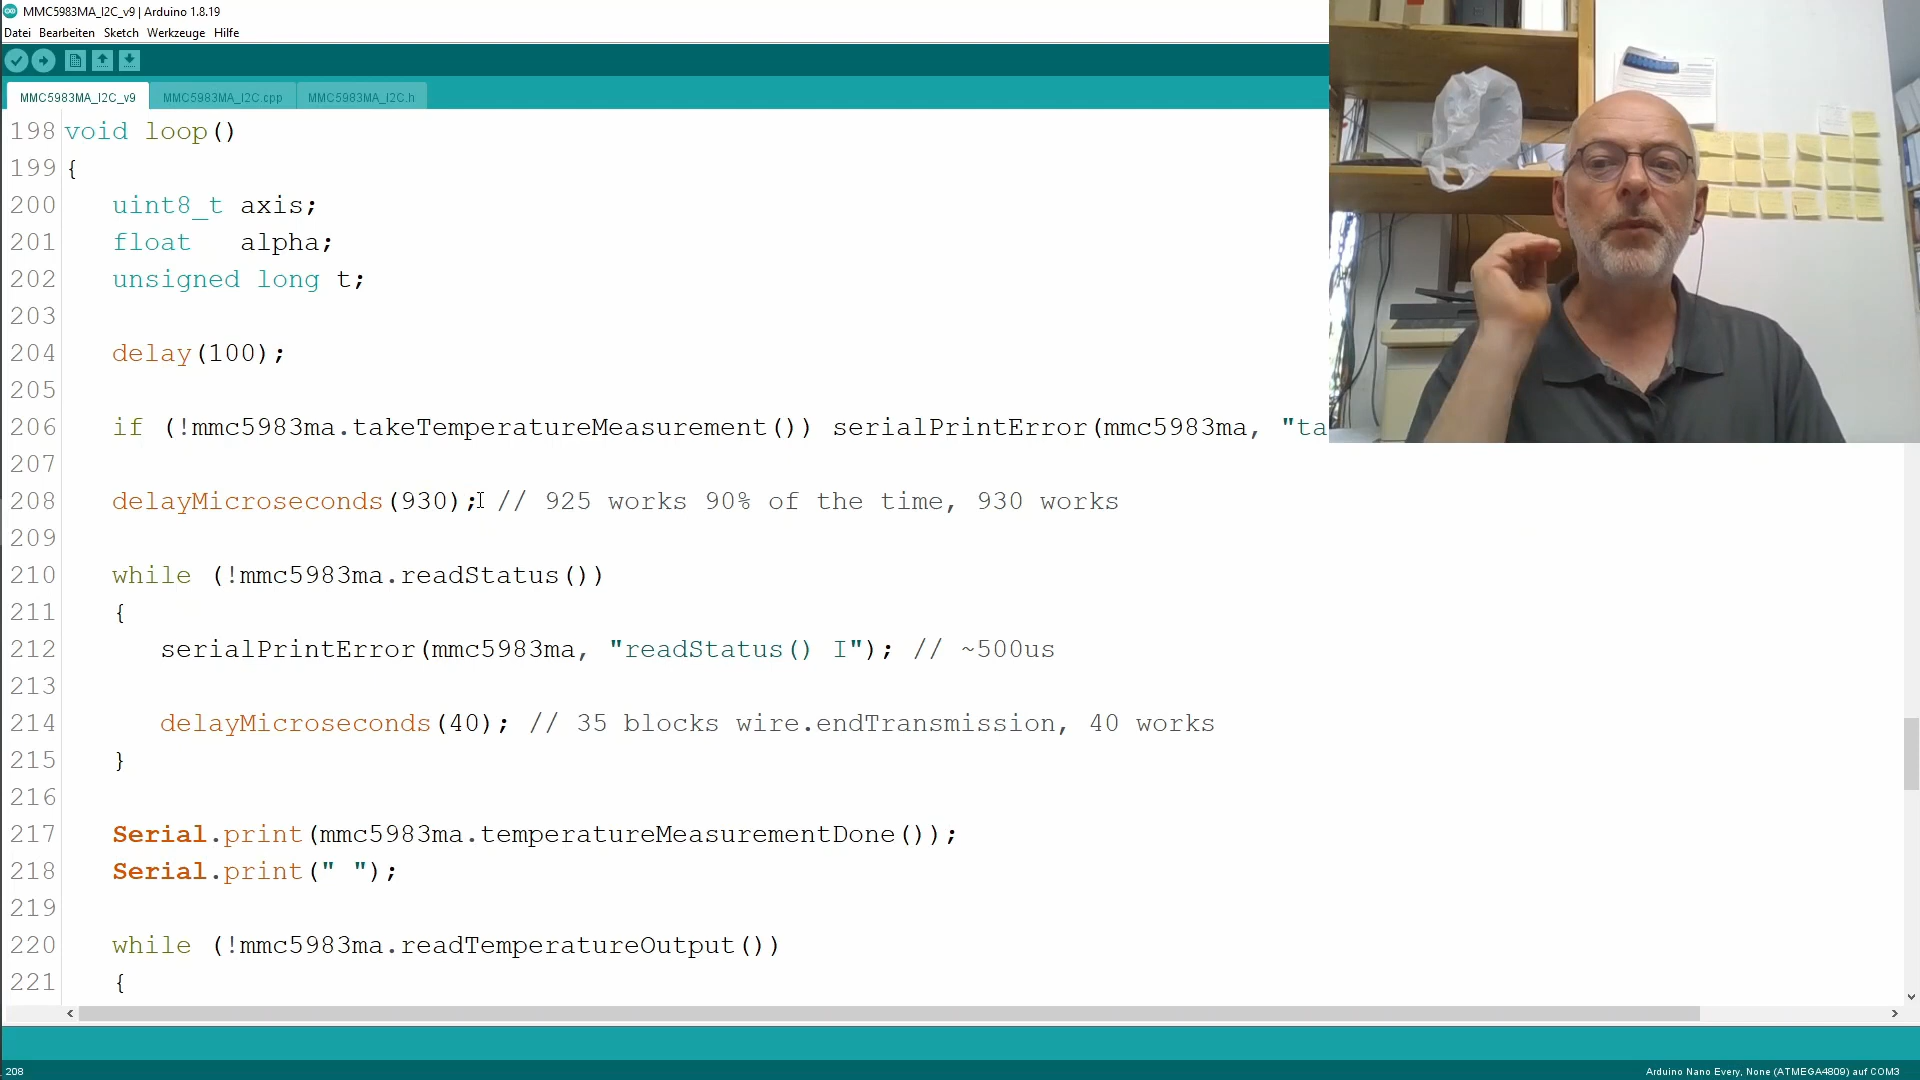 MMC5983MA_I2C_v9 | Arduino 1.8.19
Datei Bearbeiten Sketch Werkzeuge Hilfe
MMC5983MA_I2C_v9 MMC5983MA_I2C.cpp MMC5983MA_I2C.h
198 void loop()
199 {
200 uint8_t axis;
201 float alpha;
202 unsigned long t;
203
204 delay(100);
205
206 if (!mmc5983ma.takeTemperatureMeasurement()) serialPrintError(mmc5983ma, "ta
207
208 delayMicroseconds(930); // 925 works 90% of the time, 930 works
209
210 while (!mmc5983ma.readStatus())
211 {
212 serialPrintError(mmc5983ma, "readStatus() I"); // ~500us
213
214 delayMicroseconds(40); // 35 blocks wire.endTransmission, 40 works
215 }
216
217 Serial.print(mmc5983ma.temperatureMeasurementDone());
218 Serial.print(" ");
219
220 while (!mmc5983ma.readTemperatureOutput())
221 {
208 Arduino Nano Every, None (ATMEGA4809) auf COM3